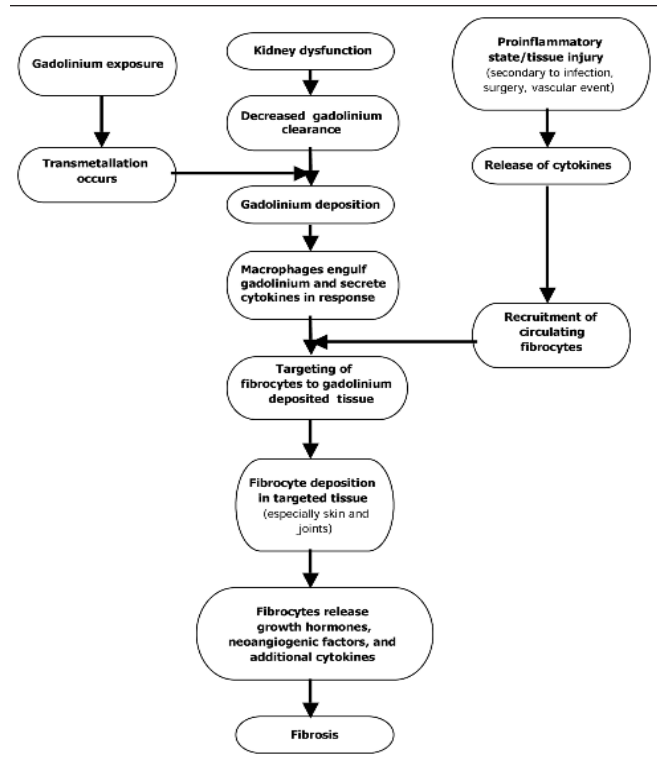 Gadolinium exposure
Kidney dysfunction
Proinflammatory
state/tissue injury
(secondary to infection,
surgery, vascular event)
Decreased gadolinium
clearance
Transmetallation
occurs
Release of cytokines
Gadolinium deposition
Macrophages engulf
gadolinium and secrete
cytokines in response
Recruitment of
circulating
fibrocytes
Targeting of
fibrocytes to gadolinium
deposited tissue
Fibrocyte deposition
in targeted tissue
(especially skin and
joints)
Fibrocytes release
growth hormones,
neoangiogenic factors, and
additional cytokines
Fibrosis